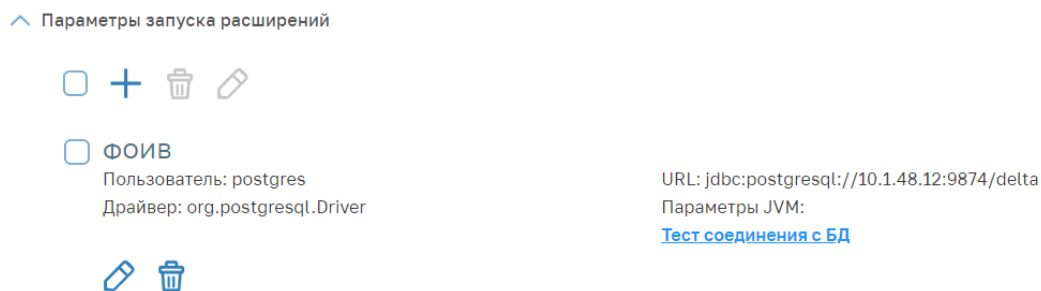 Параметры запуска расширений
ФОИВ
Пользователь: postgres
Драйвер: org.postgresql.Driver
URL: jdbc:postgresql://10.1.48.12:9874/delta
Параметры JVM:
Тест соединения с БД